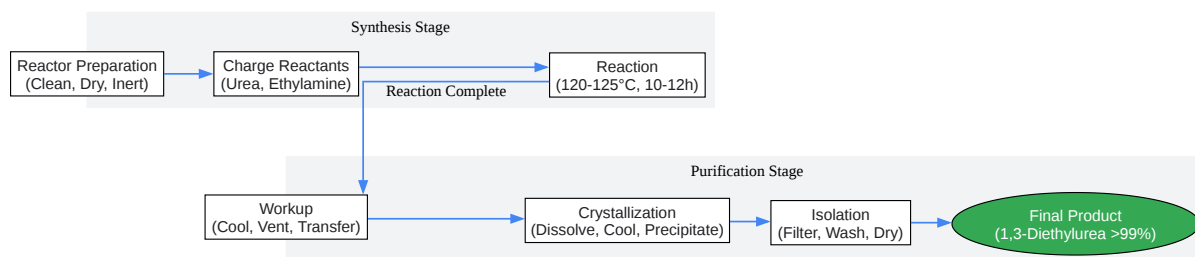 Synthesis Stage
Reactor Preparation
(Clean, Dry, Inert)
Charge Reactants
(Urea, Ethylamine)
Reaction
(120-125°C, 10-12h)
Reaction Complete
Purification Stage
Workup
(Cool, Vent, Transfer)
Crystallization
(Dissolve, Cool, Precipitate)
Isolation
(Filter, Wash, Dry)
Final Product
(1,3-Diethylurea >99%)